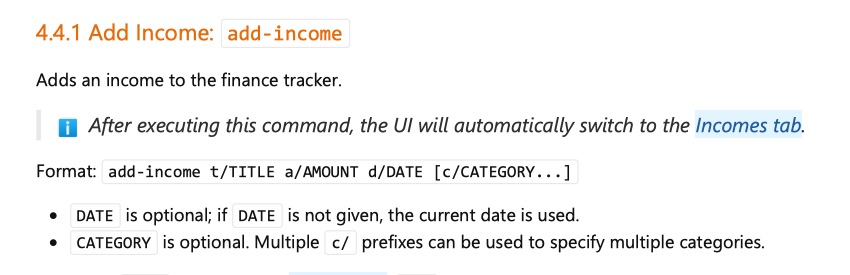 4.4.1 Add Income: add-income
Adds an income to the finance tracker.
After executing this command, the UI will automatically switch to the Incomes tab.
Format: add-income t/TITLE a/AMOUNT d/DATE [c/CATEGORY...]
• DATE is optional; if DATE is not given, the current date is used.
• CATEGORY is optional. Multiple c/ prefixes can be used to specify multiple categories.